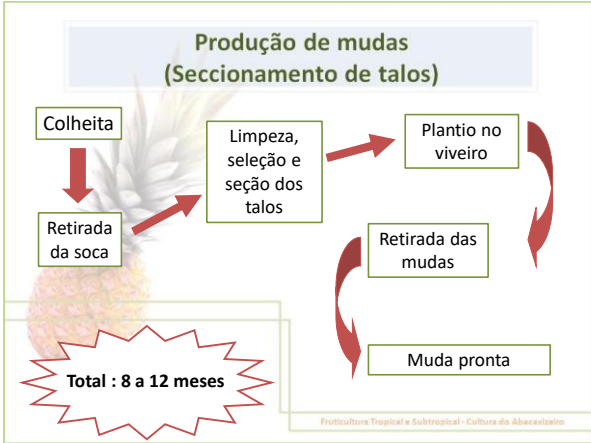 Produção de mudas
(Seccionamento de talos)
Colheita
Retirada
da soca
Limpeza,
seleção e
seção dos
talos
Plantio no
viveiro
Retirada das
mudas
Muda pronta
Total : 8 a 12 meses
Fruticultura Tropical e Subtropical - Cultura do Abacaxizeiro